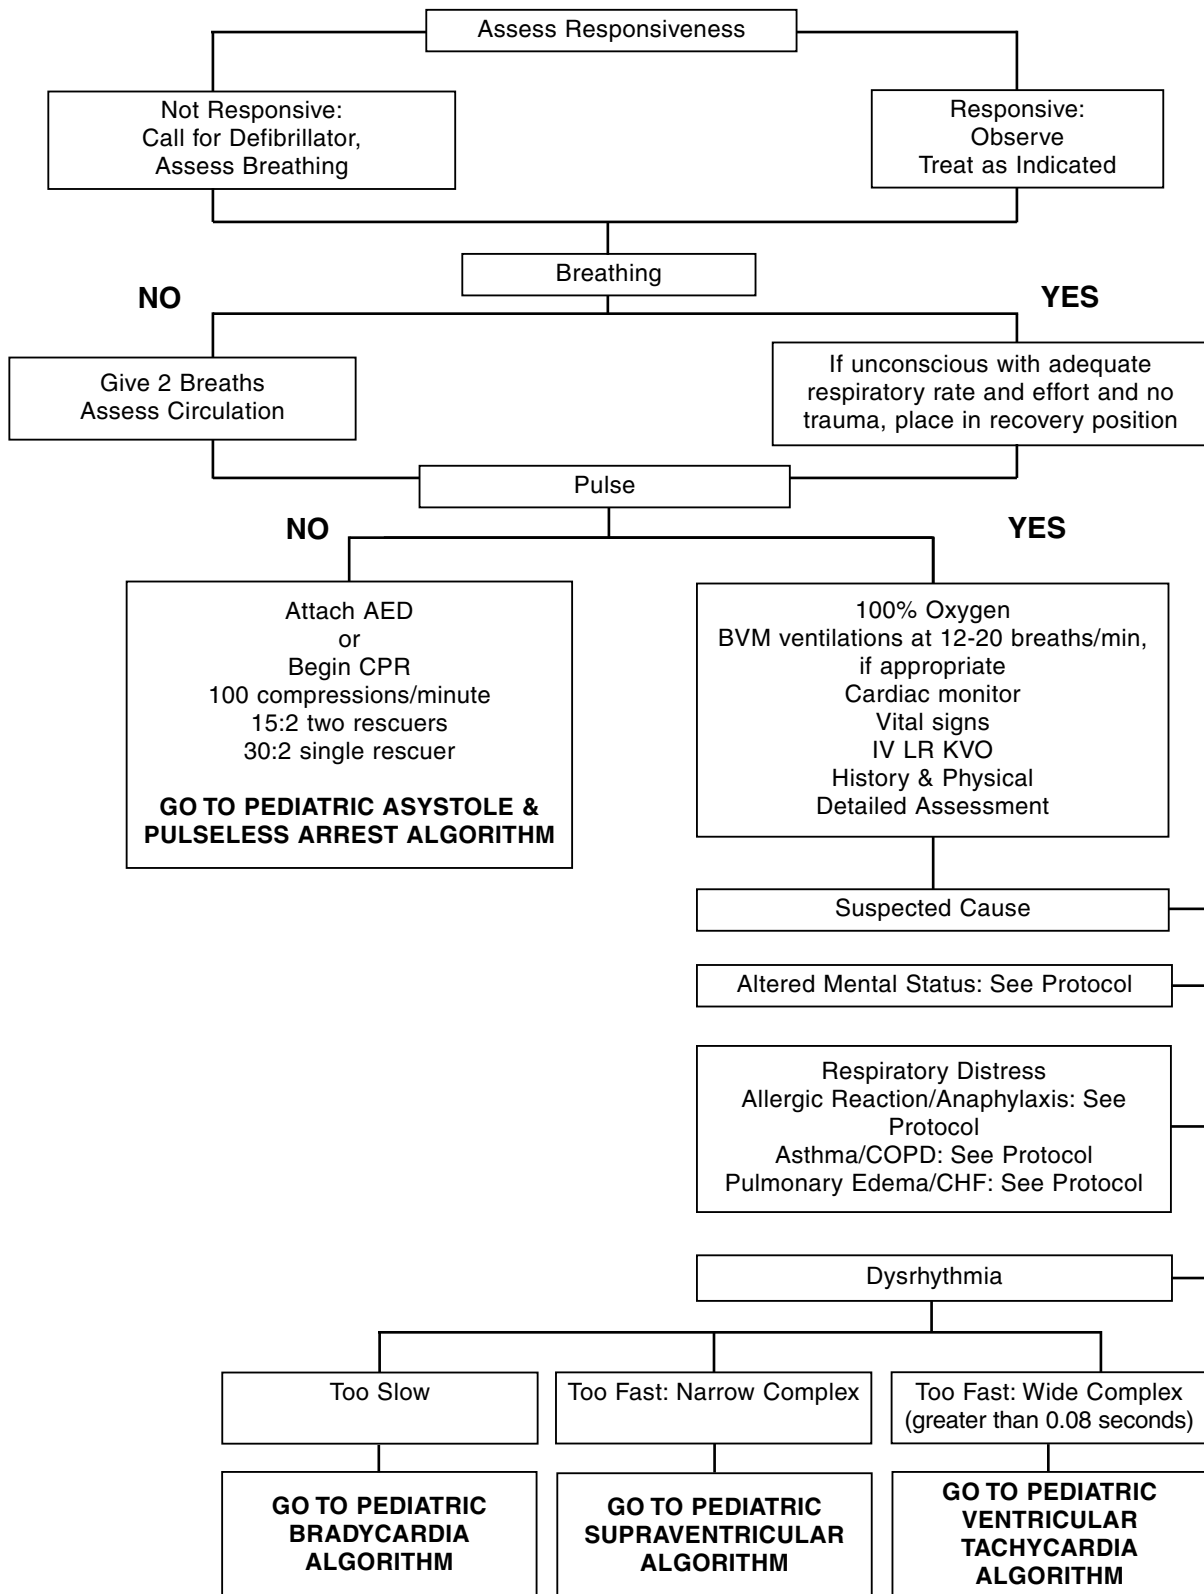 Assess Responsiveness
Not Responsive:
Call for Defibrillator,
Assess Breathing
Responsive:
Observe
Treat as Indicated
Breathing
NO
YES
Give 2 Breaths
Assess Circulation
If unconscious with adequate
respiratory rate and effort and no
trauma, place in recovery position
Pulse
NO
YES
Attach AED
or
Begin CPR
100 compressions/minute
15:2 two rescuers
30:2 single rescuer
GO TO PEDIATRIC ASYSTOLE &
PULSELESS ARREST ALGORITHM
100% Oxygen
BVM ventilations at 12-20 breaths/min,
if appropriate
Cardiac monitor
Vital signs
IV LR KVO
History & Physical
Detailed Assessment
Suspected Cause
Altered Mental Status: See Protocol
Respiratory Distress
Allergic Reaction/Anaphylaxis: See
Protocol
Asthma/COPD: See Protocol
Pulmonary Edema/CHF: See Protocol
Dysrhythmia
Too Slow
Too Fast: Narrow Complex
Too Fast: Wide Complex
(greater than 0.08 seconds)
GO TO PEDIATRIC
BRADYCARDIA
ALGORITHM
GO TO PEDIATRIC
SUPRAVENTRICULAR
ALGORITHM
GO TO PEDIATRIC
VENTRICULAR
TACHYCARDIA
ALGORITHM